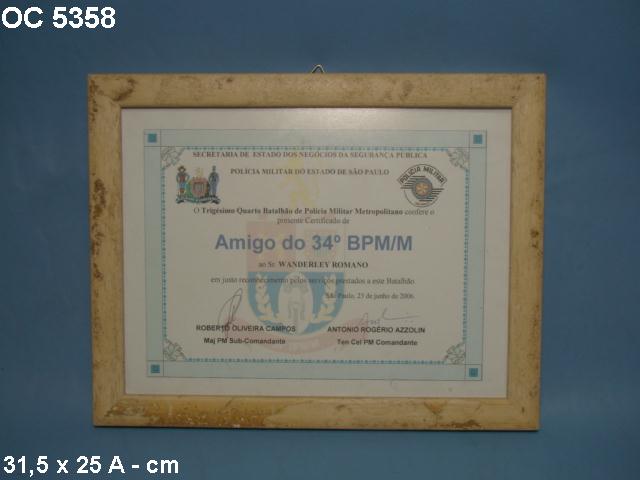 OC 5358
SECRETARIA DE ESTADO DOS NEGÓCIOS DA SEGURANÇA PÚBLICA
POLÍCIA MILITAR DO ESTADO DE SÃO PAULO
POLÍCIA MILITAR
O Trigésimo Quarto Batalhão de Polícia Militar Metropolitano confere o
presente Certificado de
Amigo do 34º BPM/M
ao Sr. WANDERLEY ROMANO
em justo reconhecimento pelos serviços prestados a este Batalhão.
São Paulo, 23 de junho de 2006.
ROBERTO OLIVEIRA CAMPOS
Maj PM Sub-Comandante
ANTONIO ROGÉRIO AZZOLIN
Ten Cel PM Comandante
31,5 x 25 A - cm